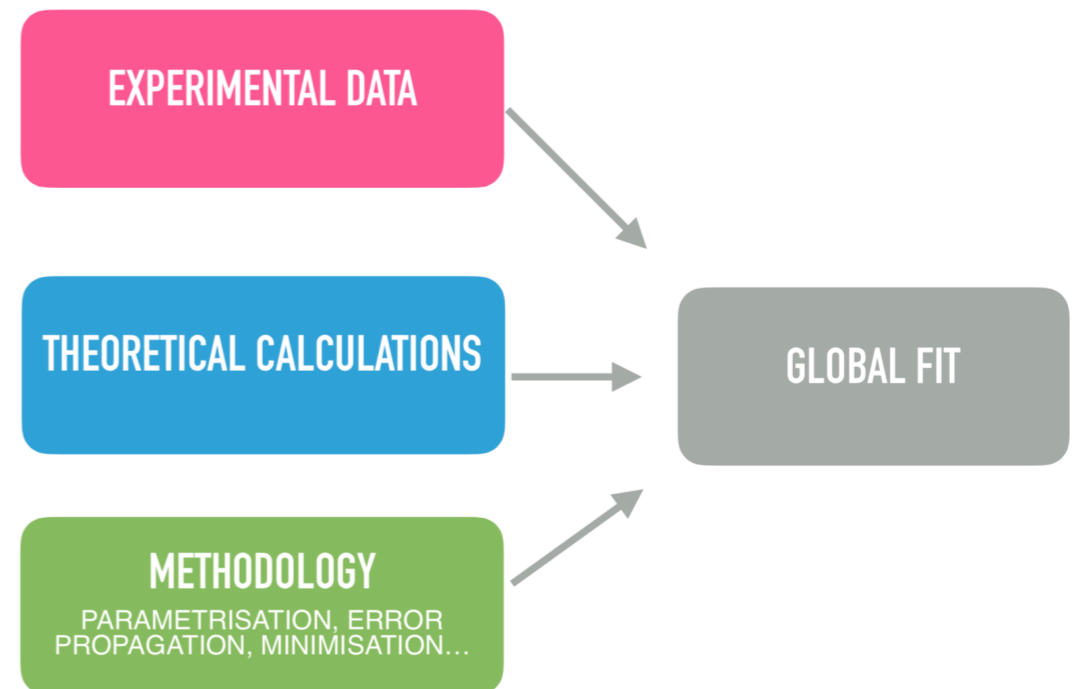 EXPERIMENTAL DATA
THEORETICAL CALCULATIONS
GLOBAL FIT
METHODOLOGY
PARAMETRISATION, ERROR
PROPAGATION, MINIMISATION...